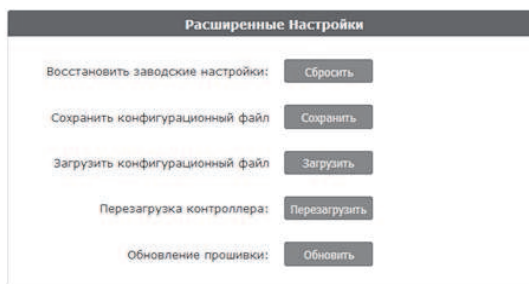 Расширенные Настройки
Восстановить заводские настройки: Сбросить
Сохранить конфигурационный файл Сохранить
Загрузить конфигурационный файл Загрузить
Перезагрузка контроллера: Перезагрузить
Обновление прошивки: Обновить